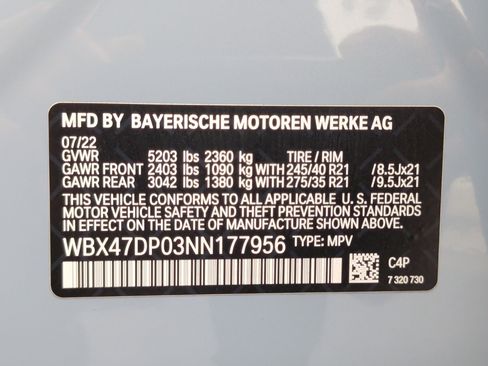 MFD BY BAYERISCHE MOTOREN WERKE AG
07/22
GVWR 5203 lbs 2360 kg TIRE / RIM
GAWR FRONT 2403 lbs 1090 kg WITH 245/40 R21 /8.5Jx21
GAWR REAR 3042 lbs 1380 kg WITH 275/35 R21 /9.5Jx21
THIS VEHICLE CONFORMS TO ALL APPLICABLE U. S. FEDERAL
MOTOR VEHICLE SAFETY AND THEFT PREVENTION STANDARDS
IN EFFECT ON THE DATE OF MANUFACTURE SHOWN ABOVE.
WBX47DP03NN177956 TYPE: MPV
C4P
7 320 730